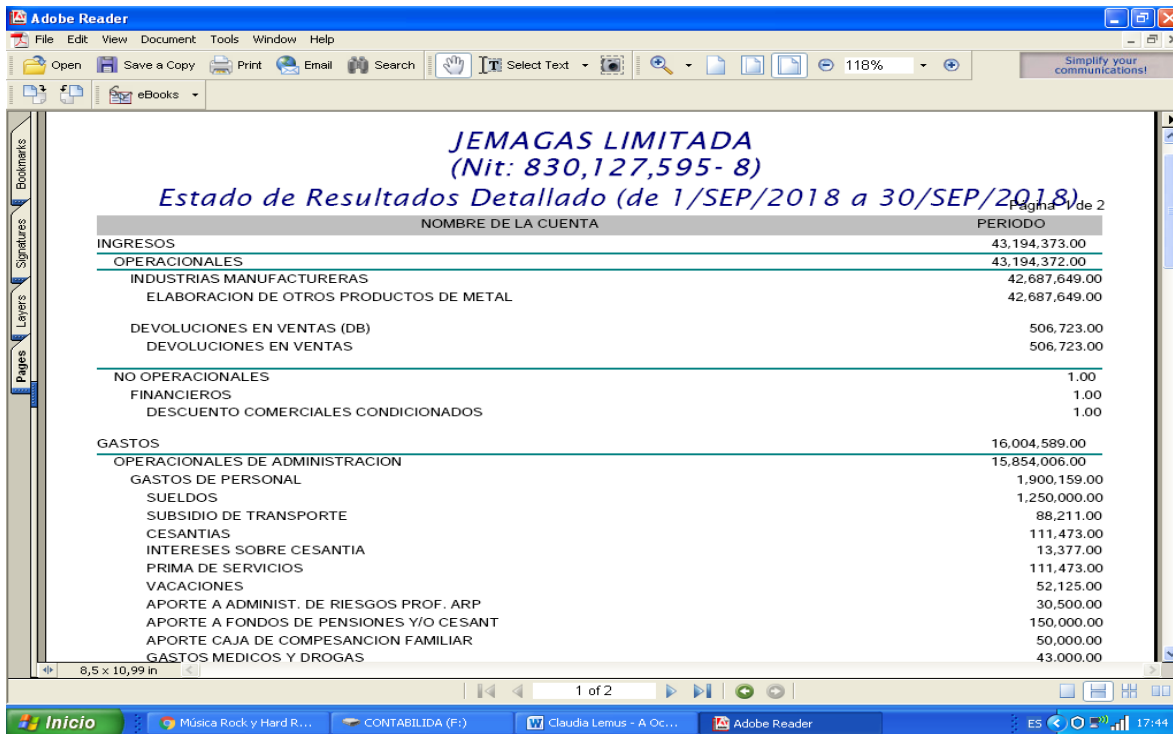 Adobe Reader
File Edit View Document Tools Window Help
Open Save a Copy Print Email Search Select Text 118% Simplify your communications!
eBooks
Bookmarks
Signatures
Layers
Pages
JEMAGAS LIMITADA
(Nit: 830,127,595- 8)
Estado de Resultados Detallado (de 1/SEP/2018 a 30/SEP/2018)
Pagina 1 de 2
NOMBRE DE LA CUENTA PERIODO
INGRESOS 43,194,373.00
OPERACIONALES 43,194,372.00
INDUSTRIAS MANUFACTURERAS 42,687,649.00
ELABORACION DE OTROS PRODUCTOS DE METAL 42,687,649.00
DEVOLUCIONES EN VENTAS (DB) 506,723.00
DEVOLUCIONES EN VENTAS 506,723.00
NO OPERACIONALES 1.00
FINANCIEROS 1.00
DESCUENTO COMERCIALES CONDICIONADOS 1.00
GASTOS 16,004,589.00
OPERACIONALES DE ADMINISTRACION 15,854,006.00
GASTOS DE PERSONAL 1,900,159.00
SUELDOS 1,250,000.00
SUBSIDIO DE TRANSPORTE 88,211.00
CESANTIAS 111,473.00
INTERESES SOBRE CESANTIA 13,377.00
PRIMA DE SERVICIOS 111,473.00
VACACIONES 52,125.00
APORTE A ADMINIST. DE RIESGOS PROF. ARP 30,500.00
APORTE A FONDOS DE PENSIONES Y/O CESANT 150,000.00
APORTE CAJA DE COMPESANCION FAMILIAR 50,000.00
GASTOS MEDICOS Y DROGAS 43.000.00
8,5 x 10,99 in
1 of 2
Inicio Música Rock y Hard R... CONTABILIDA (F:) Claudia Lemus - A Oc... Adobe Reader ES 17:44